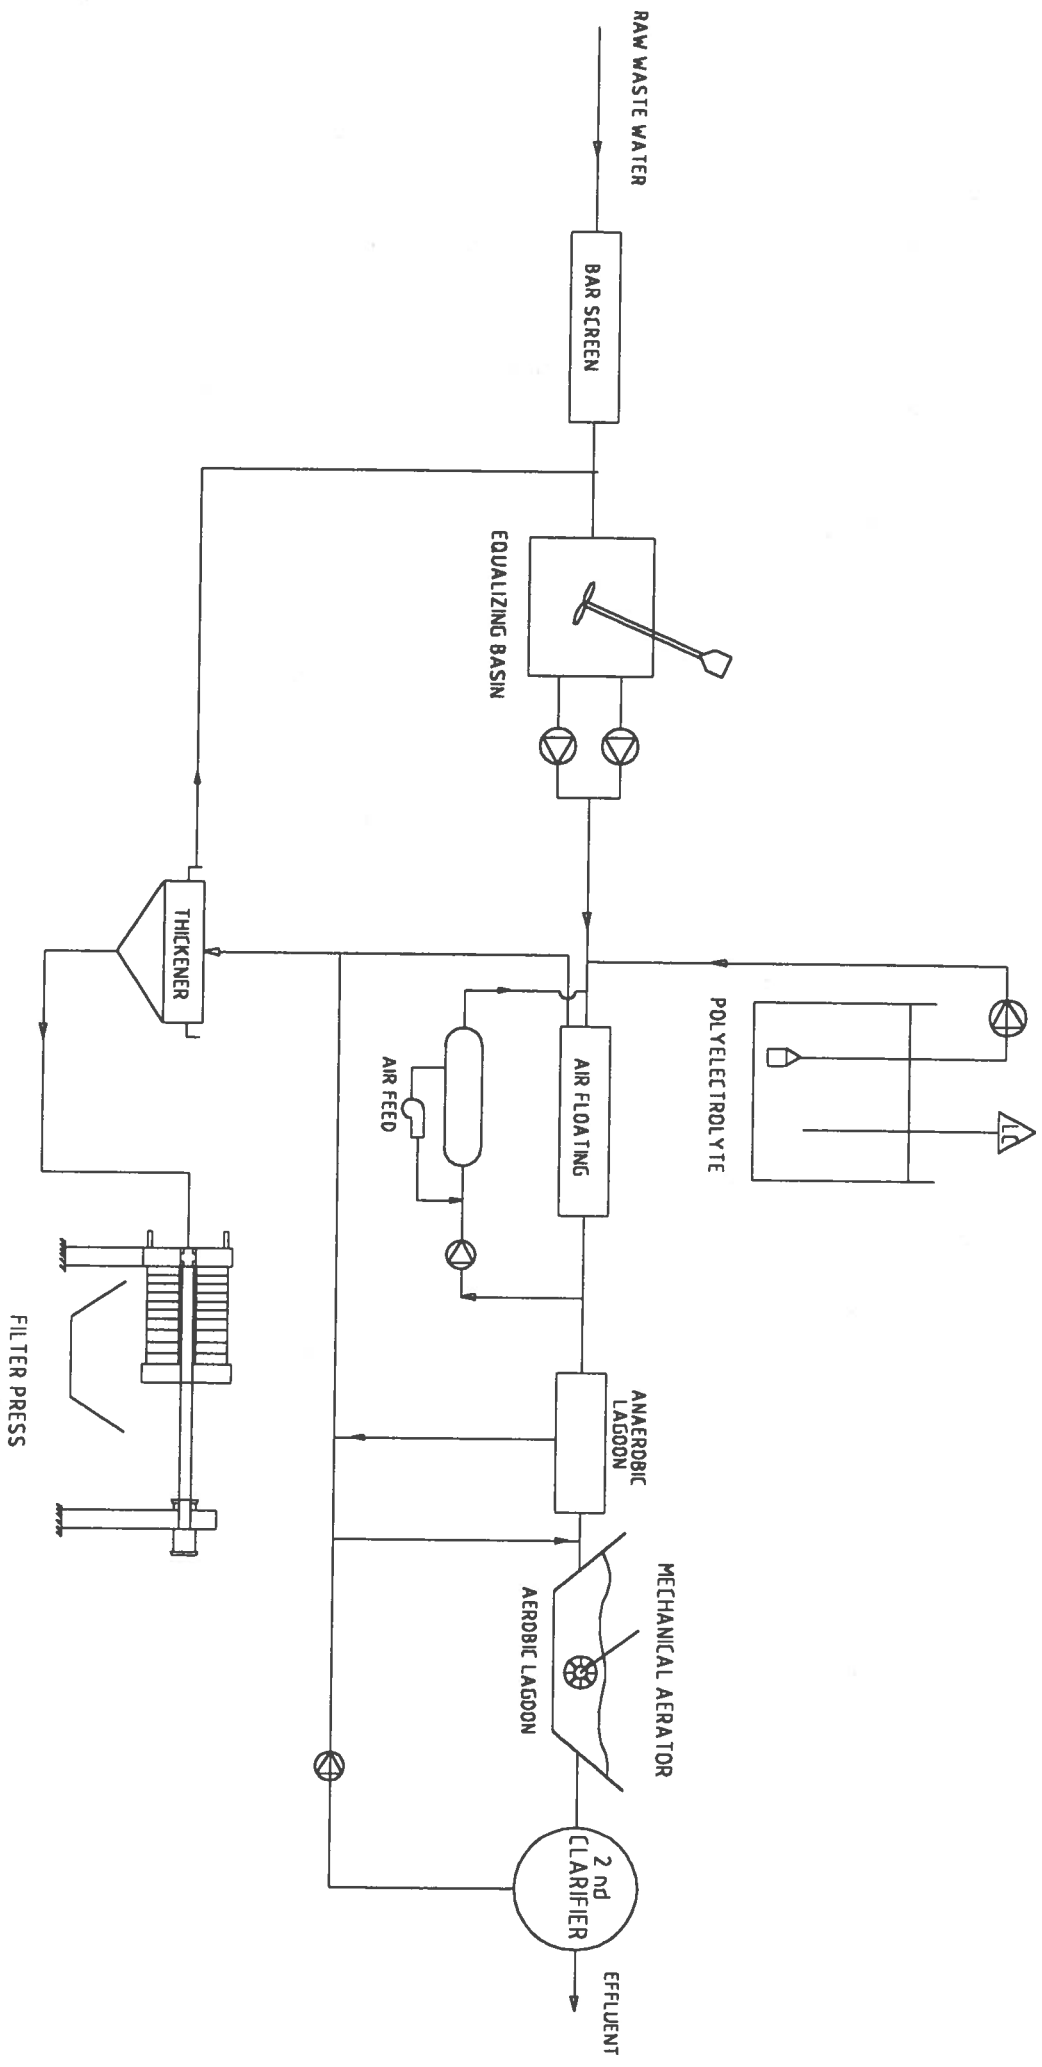 RAW WASTE WATER
BAR SCREEN
EQUALIZING BASIN
POLYELECTROLYTE
LC
AIR FLOATING
AIR FEED
THICKENER
FILTER PRESS
ANAEROBIC
LAGOON
MECHANICAL AERATOR
AEROBIC LAGOON
2 nd
CLARIFIER
EFFLUENT